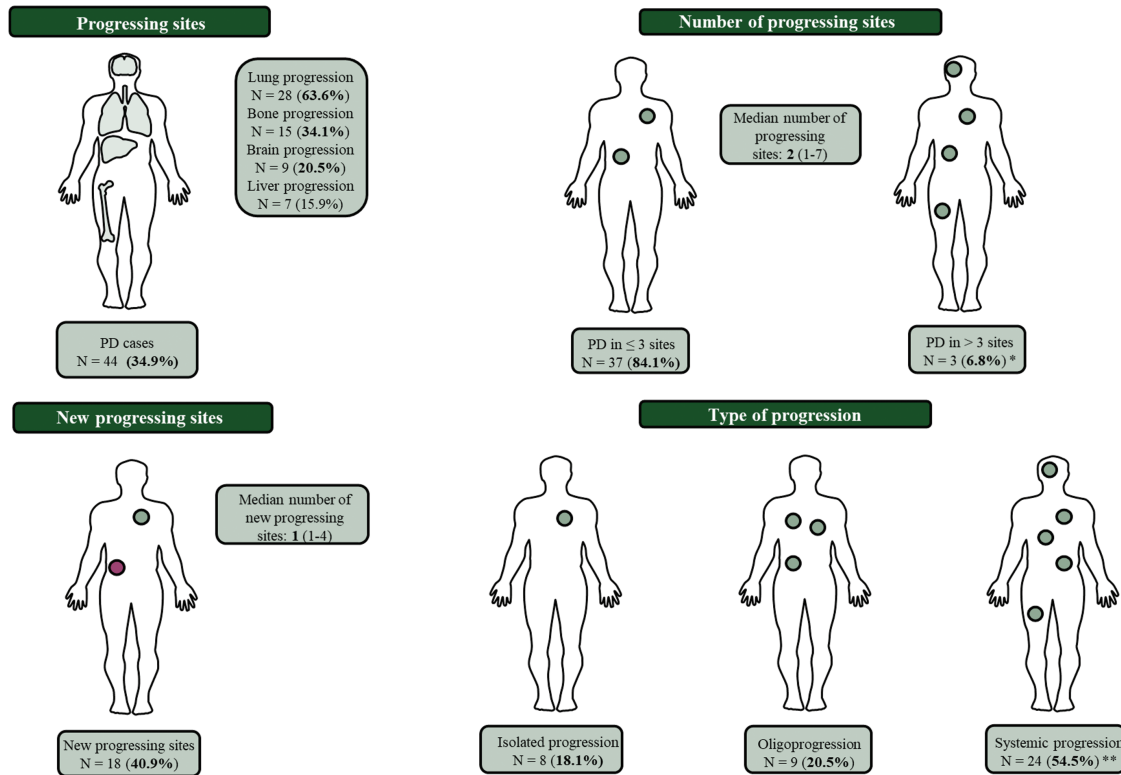 Progressing sites
Lung progression
N = 28 (63.6%)
Bone progression
N = 15 (34.1%)
Brain progression
N = 9 (20.5%)
Liver progression
N = 7 (15.9%)
PD cases
N = 44 (34.9%)
Number of progressing sites
Median number of
progressing
sites: 2 (1-7)
PD in ≤ 3 sites
N = 37 (84.1%)
PD in > 3 sites
N = 3 (6.8%) *
New progressing sites
Median number of
new progressing
sites: 1 (1-4)
New progressing sites
N = 18 (40.9%)
Type of progression
Isolated progression
N = 8 (18.1%)
Oligoprogression
N = 9 (20.5%)
Systemic progression
N = 24 (54.5%) **